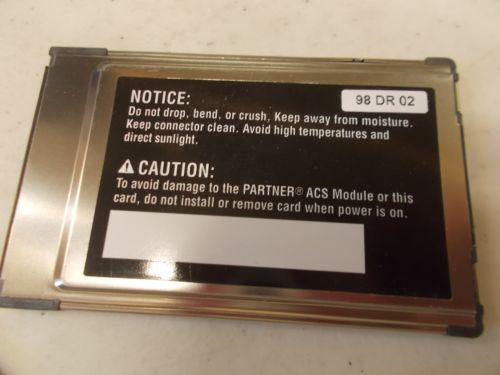 98 DR 02
NOTICE:
Do not drop, bend, or crush, Keep away from moisture.
Keep connector clean. Avoid high temperatures and
direct sunlight.
⚠ CAUTION:
To avoid damage to the PARTNER® ACS Module or this
card, do not install or remove card when power is on.